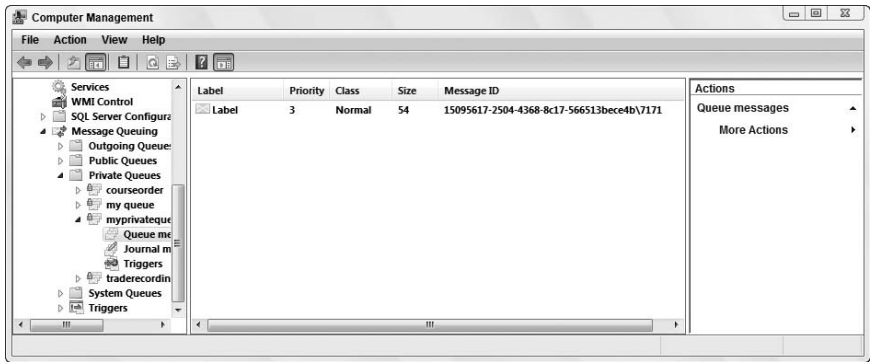 Computer Management
File Action View Help
Services
WMI Control
SQL Server Configura
Message Queuing
Outgoing Queue
Public Queues
Private Queues
courseorder
my queue
myprivateque
Queue me
Journal m
Triggers
traderecordin
System Queues
Triggers
Label Priority Class Size Message ID
Label 3 Normal 54 15095617-2504-4368-8c17-566513bece4b\7171
Actions
Queue messages
More Actions